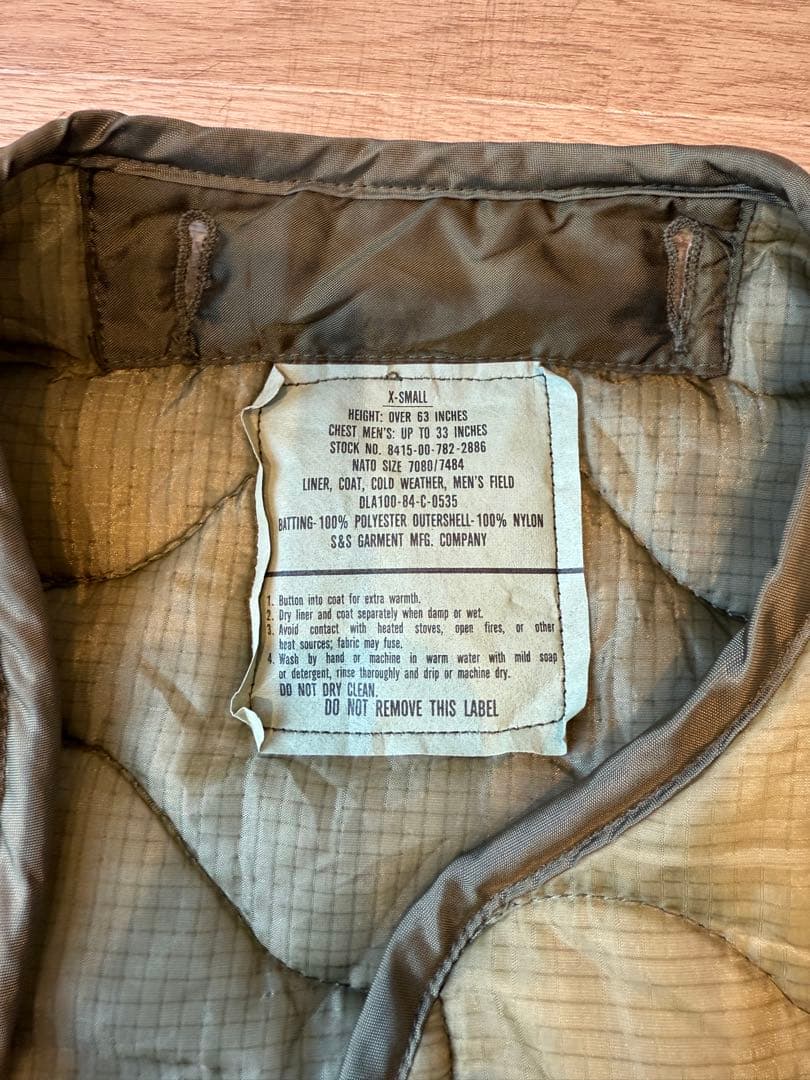 X-SMALL
HEIGHT: OVER 63 INCHES
CHEST MEN'S: UP TO 33 INCHES
STOCK NO. 8415-00-782-2886
NATO SIZE 7080/7484
LINER, COAT, COLD WEATHER, MEN'S FIELD
DLA100-84-C-0535
BATTING-100% POLYESTER OUTERSHELL-100% NYLON
S&S GARMENT MFG. COMPANY
1. Button into coat for extra warmth.
2. Dry liner and coat separately when damp or wet.
3. Avoid contact with heated stoves, open fires, or other
heat sources; fabric may fuse.
4. Wash by hand or machine in warm water with mild soap
or detergent, rinse thoroughly and drip or machine dry.
DO NOT DRY CLEAN.
DO NOT REMOVE THIS LABEL